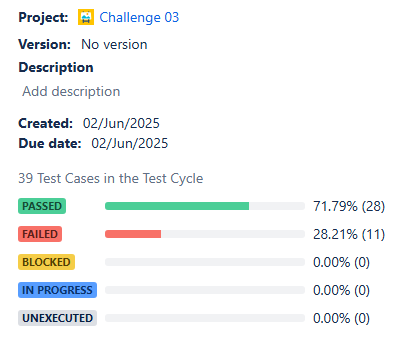 Project: Challenge 03
Version: No version
Description
Add description
Created: 02/Jun/2025
Due date: 02/Jun/2025
39 Test Cases in the Test Cycle
PASSED 71.79% (28)
FAILED 28.21% (11)
BLOCKED 0.00% (0)
IN PROGRESS 0.00% (0)
UNEXECUTED 0.00% (0)